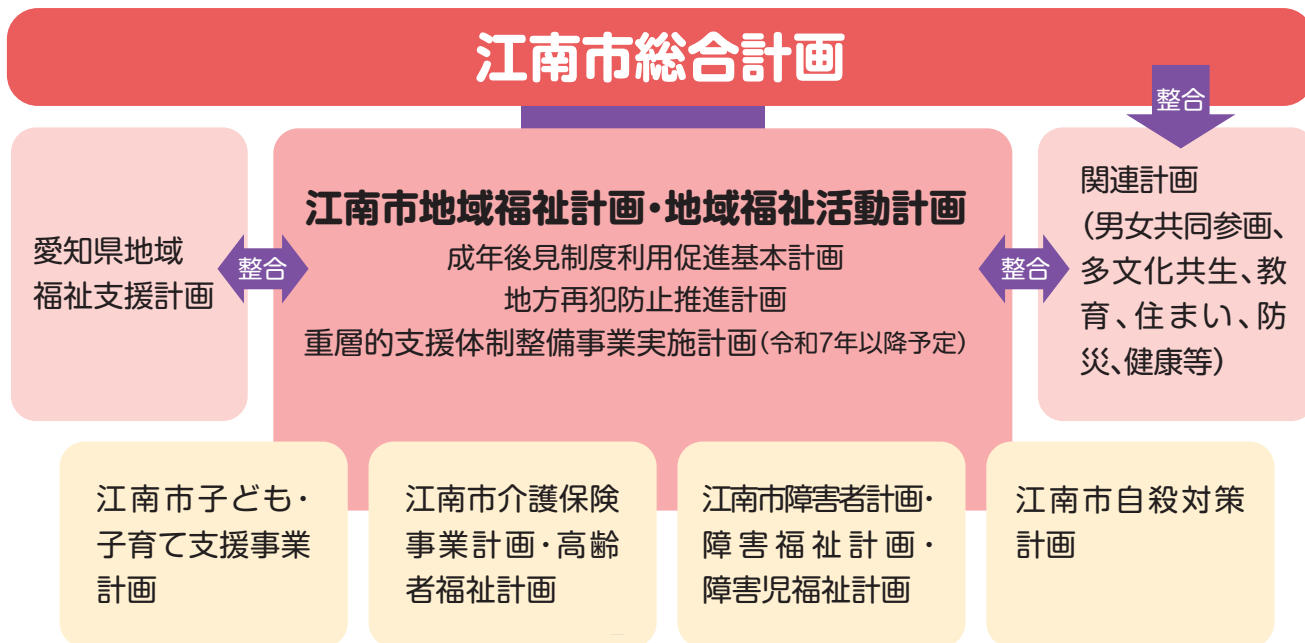 江南市総合計画
整合
愛知県地域
福祉支援計画
整合
江南市地域福祉計画・地域福祉活動計画
成年後見制度利用促進基本計画
地方再犯防止推進計画
重層的支援体制整備事業実施計画(令和7年以降予定)
整合
関連計画
(男女共同参画、
多文化共生、教
育、住まい、防
災、健康等)
江南市子ども・
子育て支援事業
計画
江南市介護保険
事業計画・高齢
者福祉計画
江南市障害者計画・
障害福祉計画・
障害児福祉計画
江南市自殺対策
計画